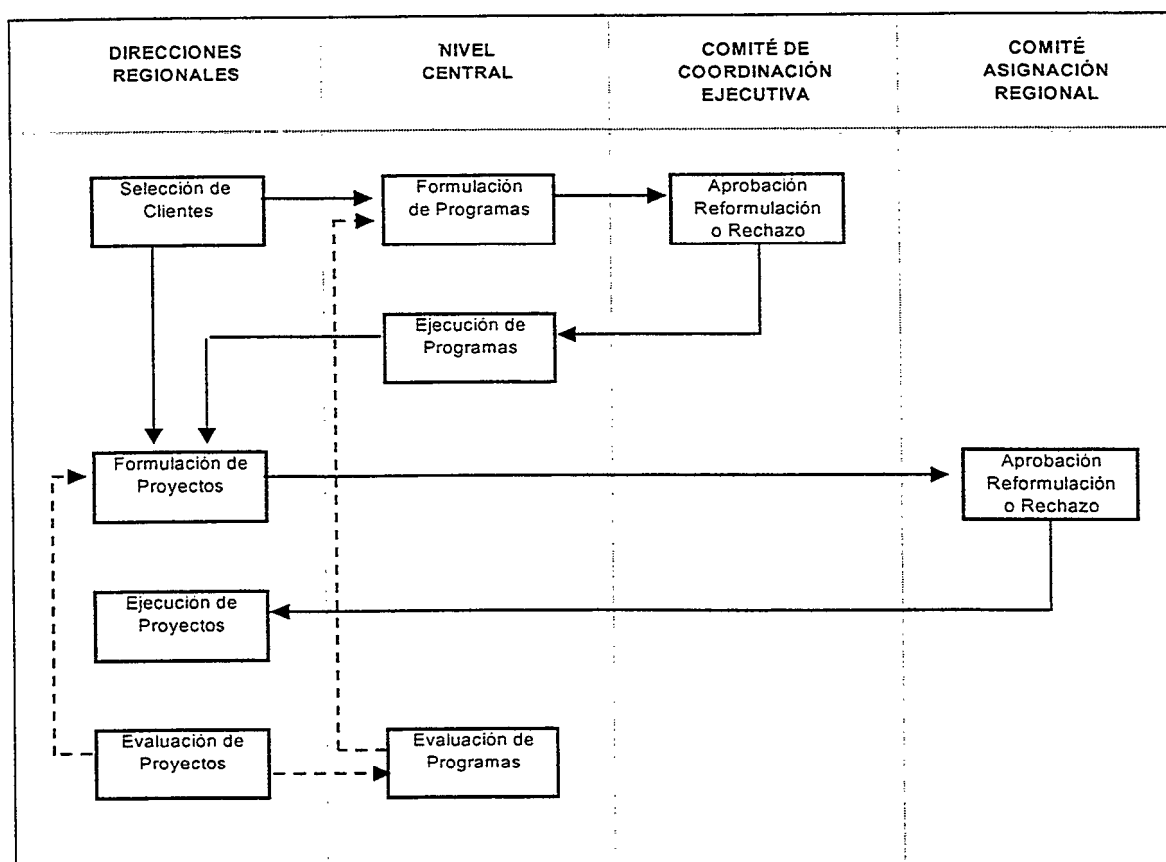 DIRECCIONES
REGIONALES
NIVEL
CENTRAL
COMITÉ DE
COORDINACIÓN
EJECUTIVA
COMITÉ
ASIGNACIÓN
REGIONAL
Selección de
Clientes
Formulación
de Programas
Aprobación
Reformulación
o Rechazo
Ejecución de
Programas
Formulación de
Proyectos
Aprobación
Reformulación
o Rechazo
Ejecución de
Proyectos
Evaluación de
Proyectos
Evaluación de
Programas